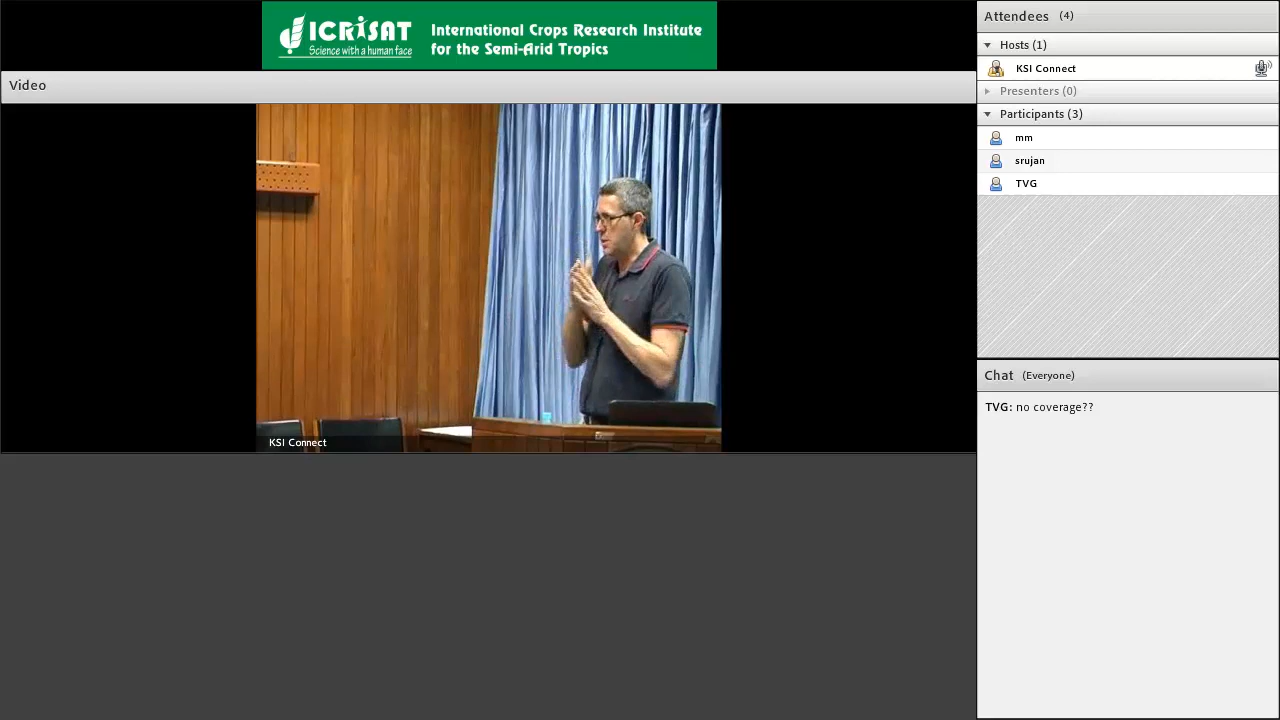 ICRISAT
Science with a human face
International Crops Research Institute
for the Semi-Arid Tropics
Video
KSI Connect
Attendees (4)
Hosts (1)
KSI Connect
Presenters (0)
Participants (3)
mm
srujan
TVG
Chat (Everyone)
TVG: no coverage??